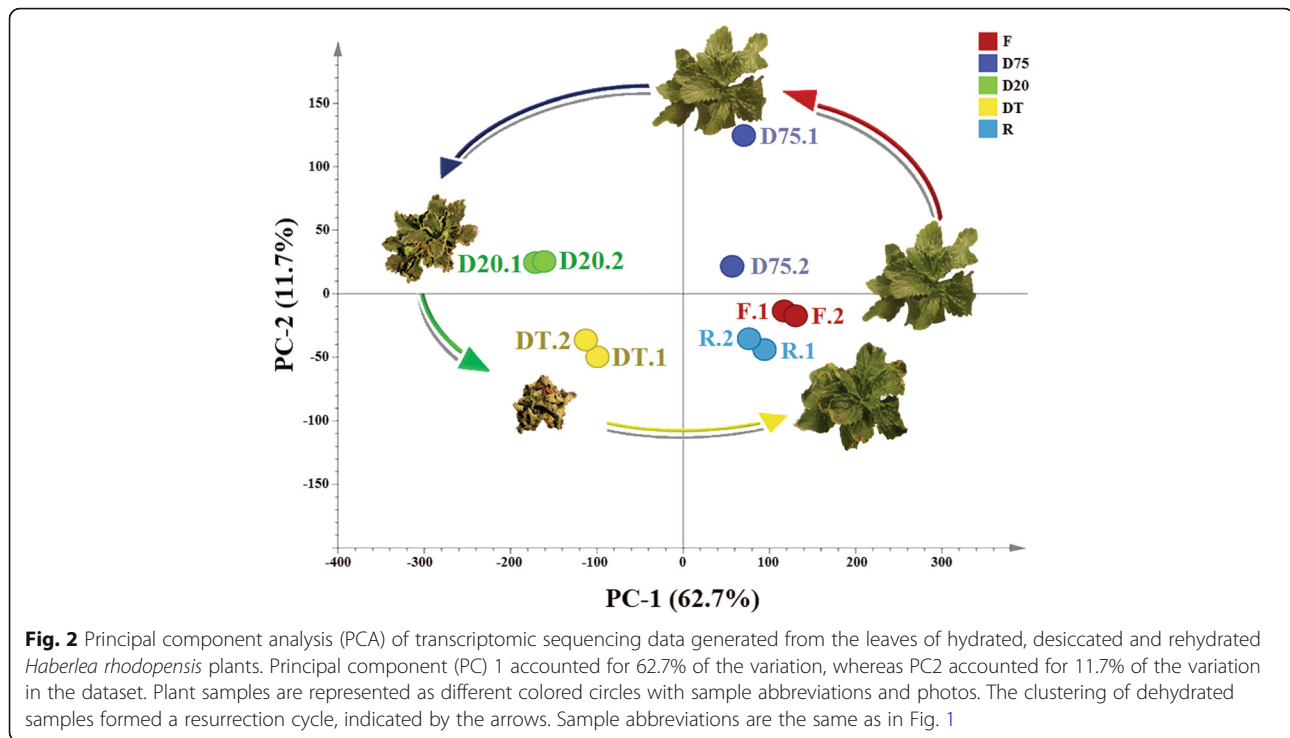 F
D75
D20
DT
R
150
100
50
0
-50
-100
-150
PC-2 (11.7%)
D75.1
D20.1
D20.2
D75.2
F.1
F.2
DT.2
DT.1
R.2
R.1
-400
-300
-200
-100
0
100
200
300
PC-1 (62.7%)
Fig. 2 Principal component analysis (PCA) of transcriptomic sequencing data generated from the leaves of hydrated, desiccated and rehydrated
Haberlea rhodopensis plants. Principal component (PC) 1 accounted for 62.7% of the variation, whereas PC2 accounted for 11.7% of the variation
in the dataset. Plant samples are represented as different colored circles with sample abbreviations and photos. The clustering of dehydrated
samples formed a resurrection cycle, indicated by the arrows. Sample abbreviations are the same as in Fig. 1